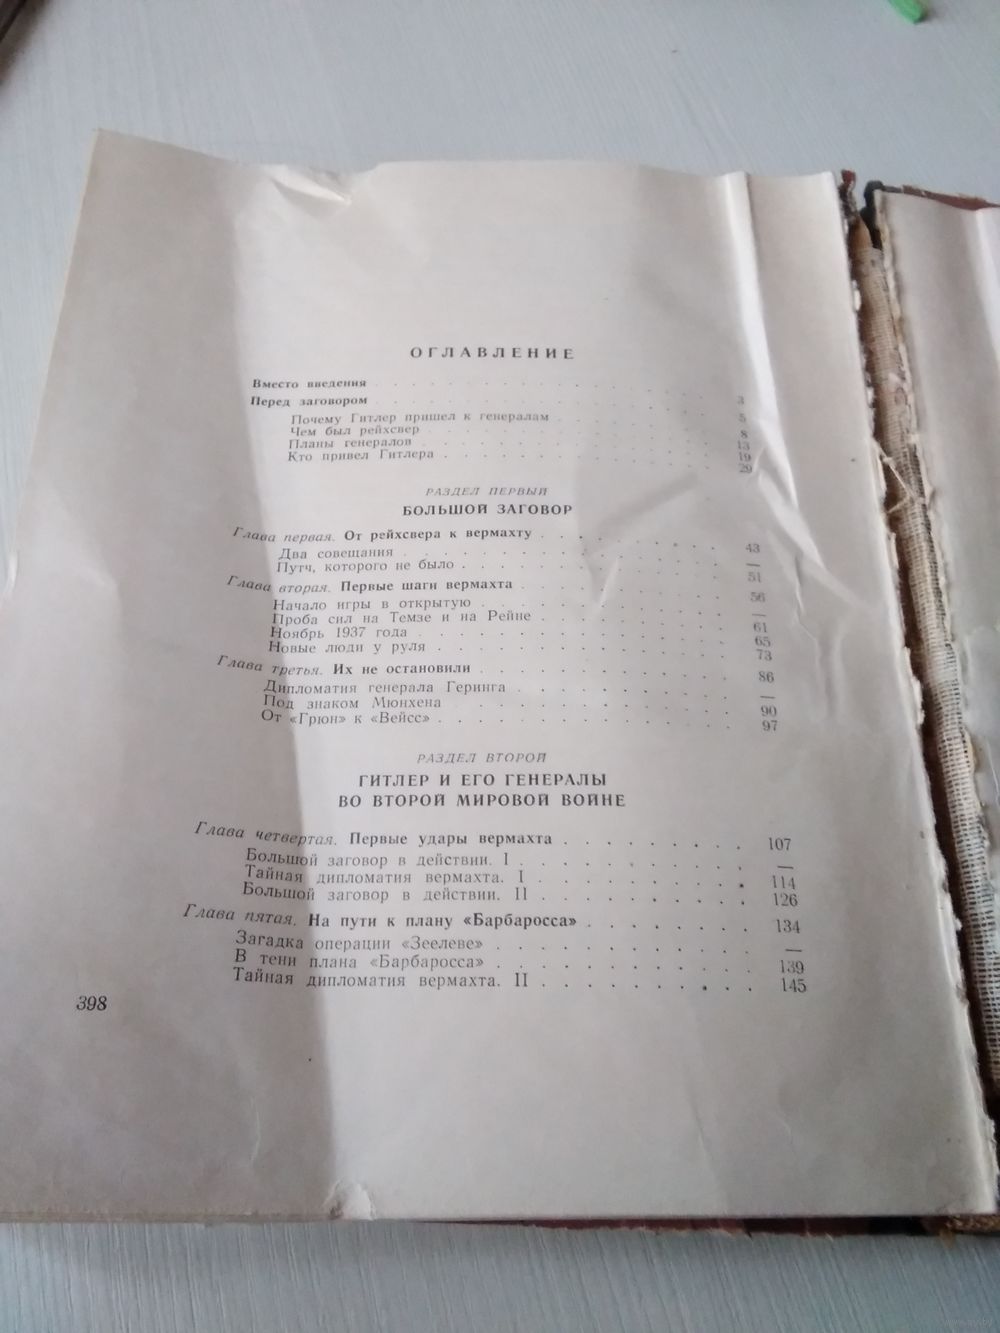 ОГЛАВЛЕНИЕ
Вместо введения . . . 3
Перед заговором . . . 5
Почему Гитлер пришел к генералам . . . 8
Чем был рейхсвер . . . 13
Планы генералов . . . 19
Кто привел Гитлера . . . 29
РАЗДЕЛ ПЕРВЫЙ
БОЛЬШОЙ ЗАГОВОР
Глава первая. От рейхсвера к вермахту . . . 43
Два совещания . . . —
Путч, которого не было . . . 51
Глава вторая. Первые шаги вермахта . . . 56
Начало игры в открытую . . . —
Проба сил на Темзе и на Рейне . . . 61
Ноябрь 1937 года . . . 65
Новые люди у руля . . . 73
Глава третья. Их не остановили . . . 86
Дипломатия генерала Геринга . . . —
Под знаком Мюнхена . . . 90
От «Грюн» к «Вейсс» . . . 97
РАЗДЕЛ ВТОРОЙ
ГИТЛЕР И ЕГО ГЕНЕРАЛЫ
ВО ВТОРОЙ МИРОВОЙ ВОЙНЕ
Глава четвертая. Первые удары вермахта . . . 107
Большой заговор в действии. I . . . —
Тайная дипломатия вермахта. I . . . 114
Большой заговор в действии. II . . . 126
Глава пятая. На пути к плану «Барбаросса» . . . 134
Загадка операции «Зеелеве» . . . —
В тени плана «Барбаросса» . . . 139
Тайная дипломатия вермахта. II . . . 145
398